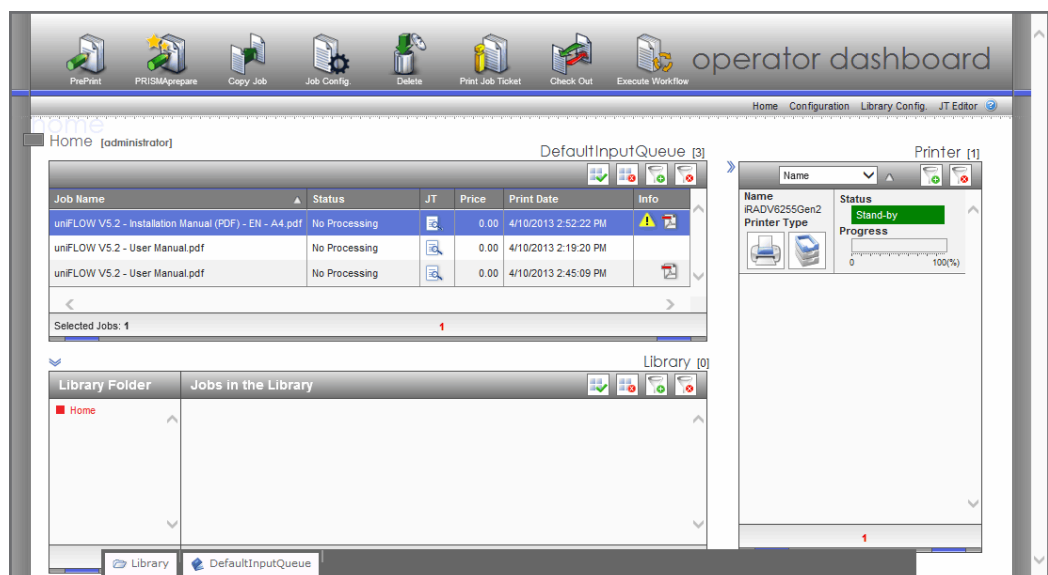 PrePrint PRISMAprepare Copy Job Job Config. Delete Print Job Ticket Check Out Execute Workflow operator dashboard
Home Configuration Library Config. JT Editor
home
Home [administrator]
DefaultInputQueue [3]
Job Name Status JT Price Print Date Info
uniFLOW V5.2 - Installation Manual (PDF) - EN - A4.pdf No Processing 0.00 4/10/2013 2:52:22 PM
uniFLOW V5.2 - User Manual.pdf No Processing 0.00 4/10/2013 2:19:20 PM
uniFLOW V5.2 - User Manual.pdf No Processing 0.00 4/10/2013 2:45:09 PM
Selected Jobs: 1 1
Printer [1]
Name
Name
iRADV6255Gen2
Printer Type
Status
Stand-by
Progress
0 100(%)
1
Library [0]
Library Folder Jobs in the Library
Home
Library DefaultInputQueue